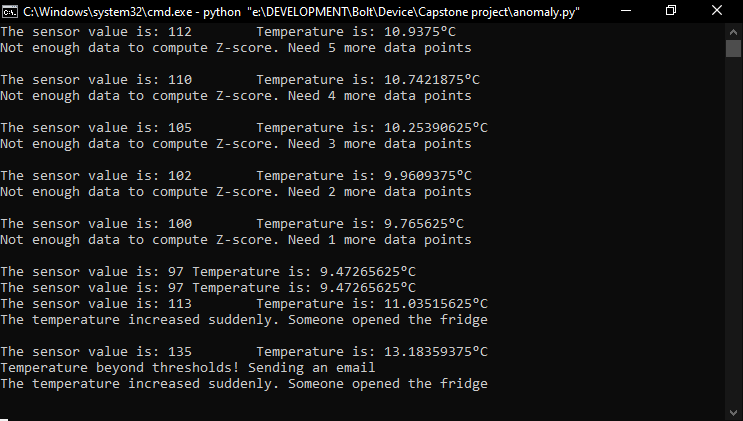 C:\Windows\system32\cmd.exe - python "e:\DEVELOPMENT\Bolt\Device\Capstone project\anomaly.py"
The sensor value is: 112 Temperature is: 10.9375°C
Not enough data to compute Z-score. Need 5 more data points
The sensor value is: 110 Temperature is: 10.7421875°C
Not enough data to compute Z-score. Need 4 more data points
The sensor value is: 105 Temperature is: 10.25390625°C
Not enough data to compute Z-score. Need 3 more data points
The sensor value is: 102 Temperature is: 9.9609375°C
Not enough data to compute Z-score. Need 2 more data points
The sensor value is: 100 Temperature is: 9.765625°C
Not enough data to compute Z-score. Need 1 more data points
The sensor value is: 97 Temperature is: 9.47265625°C
The sensor value is: 97 Temperature is: 9.47265625°C
The sensor value is: 113 Temperature is: 11.03515625°C
The temperature increased suddenly. Someone opened the fridge
The sensor value is: 135 Temperature is: 13.18359375°C
Temperature beyond thresholds! Sending an email
The temperature increased suddenly. Someone opened the fridge